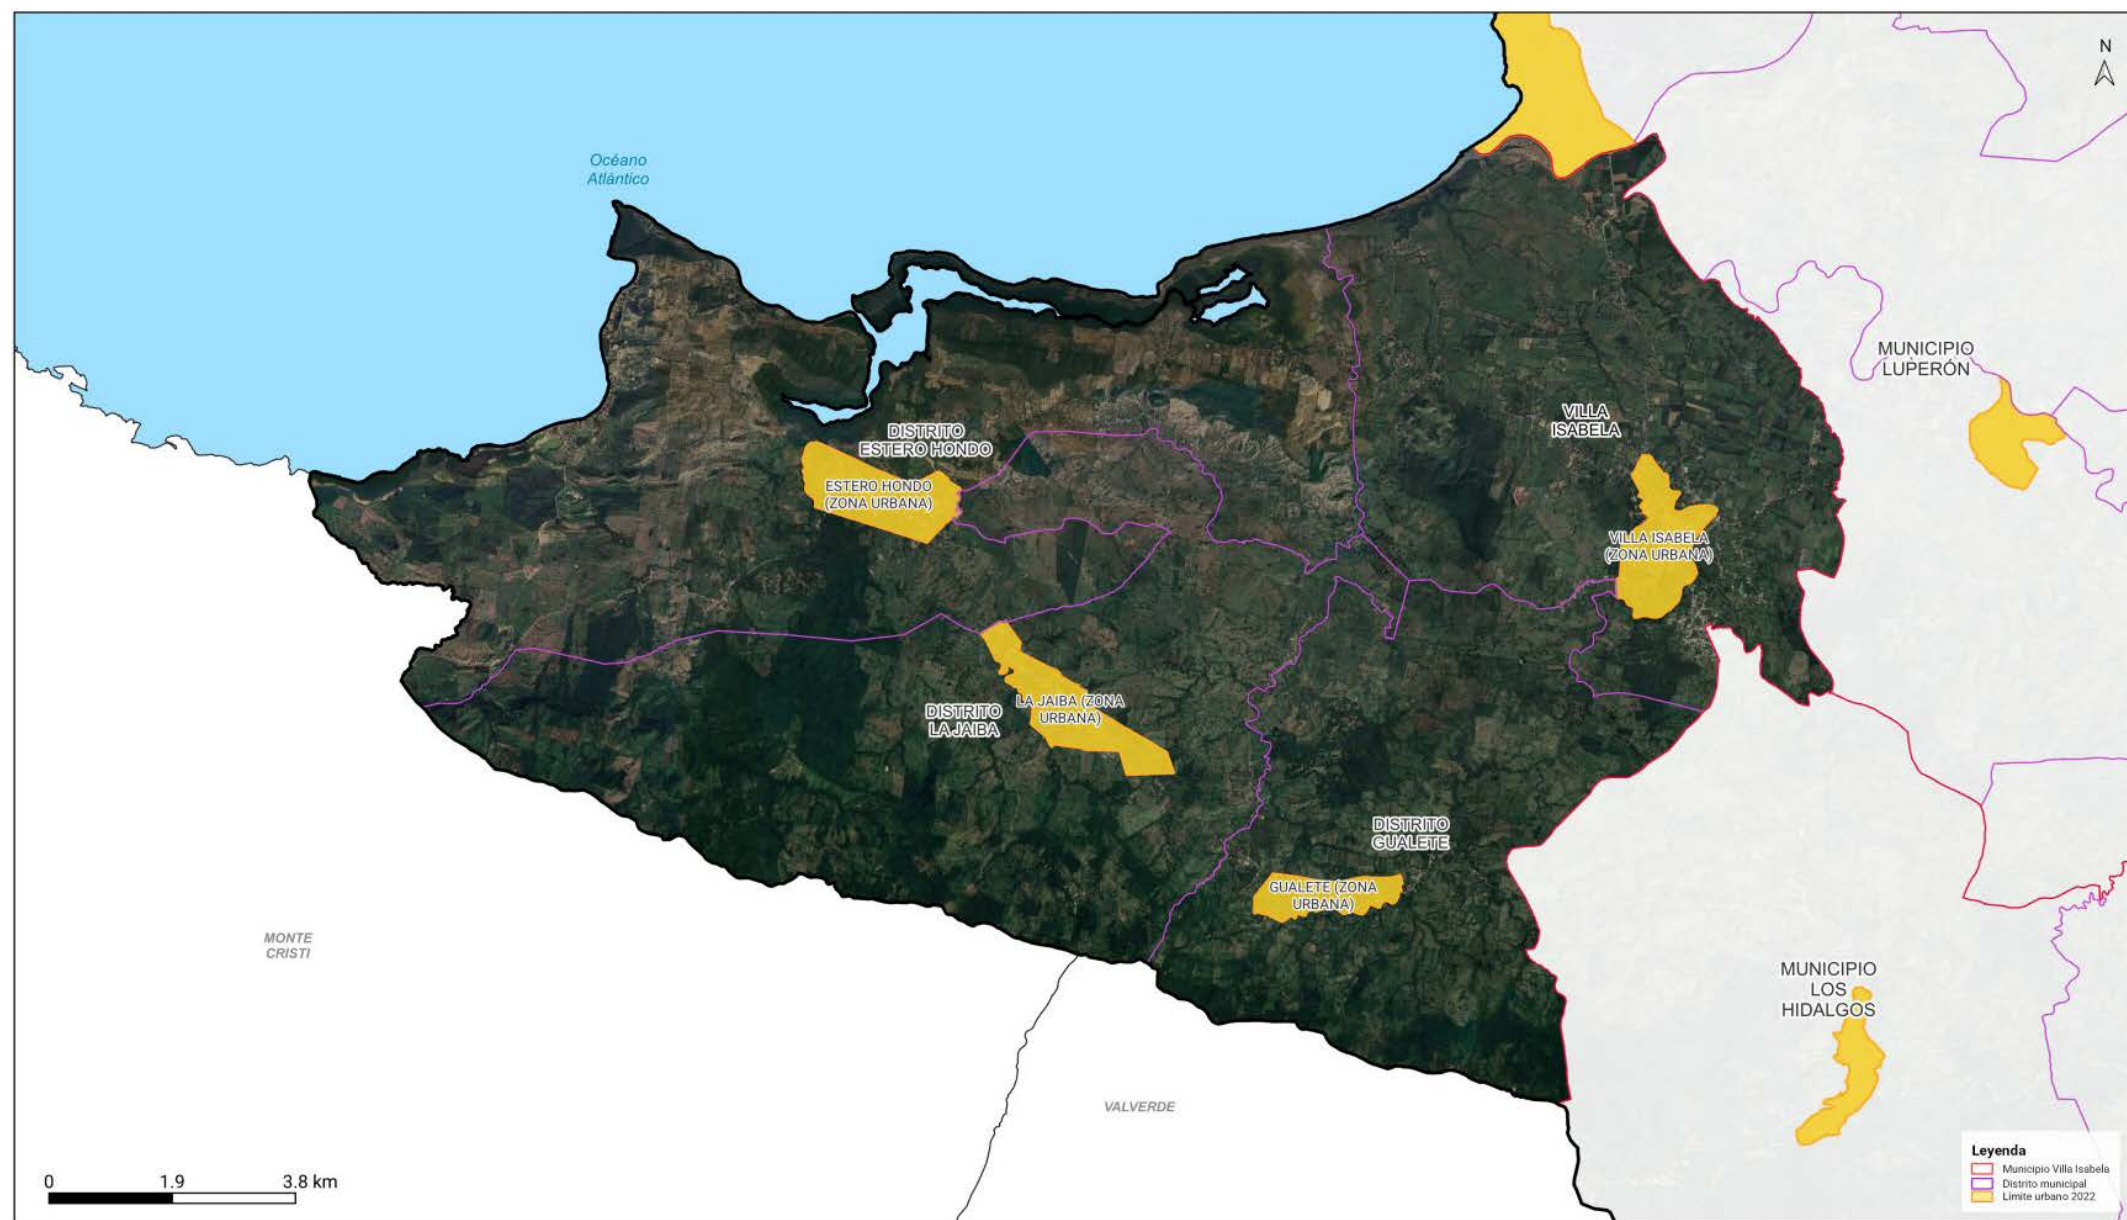 N
Océano
Atlántico
MUNICIPIO
LUPERÓN
VILLA
ISABELA
DISTRITO
ESTERO HONDO
ESTERO HONDO
(ZONA URBANA)
VILLA ISABELA
(ZONA URBANA)
LA JAIBA (ZONA
URBANA)
DISTRITO
LA JAIBA
DISTRITO
GUALETE
GUALETE (ZONA
URBANA)
MONTE
CRISTI
MUNICIPIO
LOS
HIDALGOS
VALVERDE
0 1.9 3.8 km
Leyenda
Municipio Villa Isabela
Distrito municipal
Límite urbano 2022